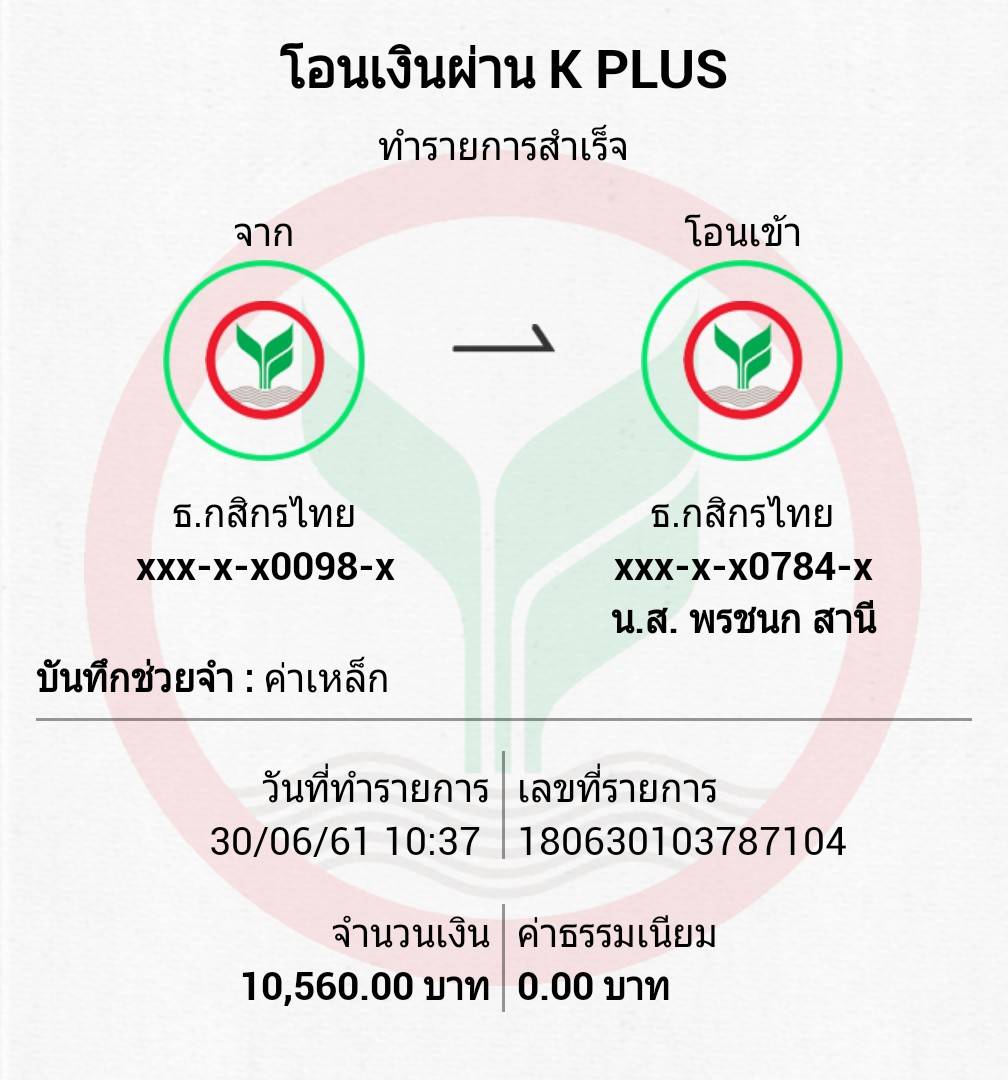 โอนเงินผ่าน K PLUS
ทำรายการสำเร็จ
จาก
โอนเข้า
ธ.กสิกรไทย
xxx-x-x0098-x
ธ.กสิกรไทย
xxx-x-x0784-x
น.ส. พรชนก สานี
บันทึกช่วยจำ : ค่าเหล็ก
วันที่ทำรายการ
30/06/61 10:37
เลขที่รายการ
180630103787104
จำนวนเงิน
10,560.00 บาท
ค่าธรรมเนียม
0.00 บาท